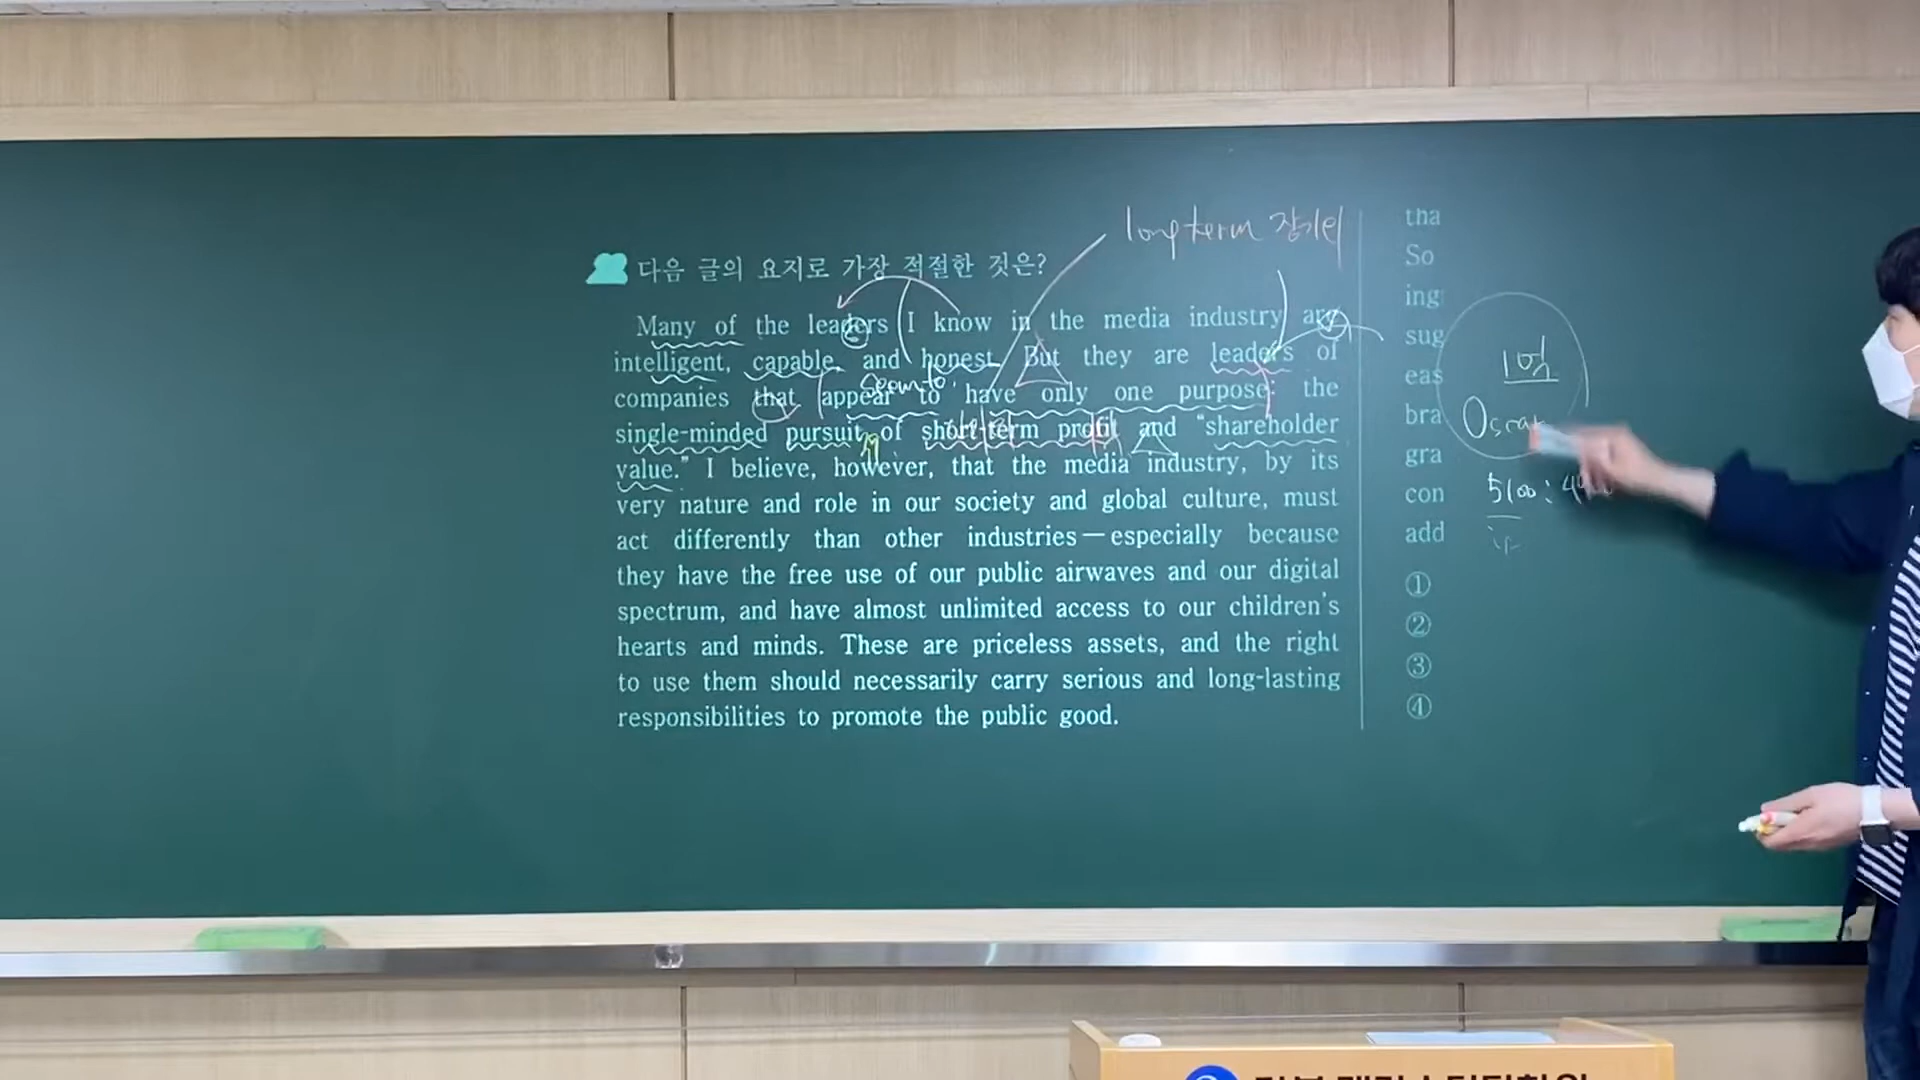 longterm 장기적
다음 글의 요지로 가장 적절한 것은?
Many of the leaders I know in the media industry are
intelligent, capable, and honest. But they are leaders of
seem to.
companies that appear to have only one purpose: the
single-minded pursuit of short-term profit and “shareholder
value.” I believe, however, that the media industry, by its
very nature and role in our society and global culture, must
act differently than other industries—especially because
they have the free use of our public airwaves and our digital
spectrum, and have almost unlimited access to our children's
hearts and minds. These are priceless assets, and the right
to use them should necessarily carry serious and long-lasting
responsibilities to promote the public good.
tha
So
ing
sug
eas
bra
gra
con
add
①
②
③
④
5100: